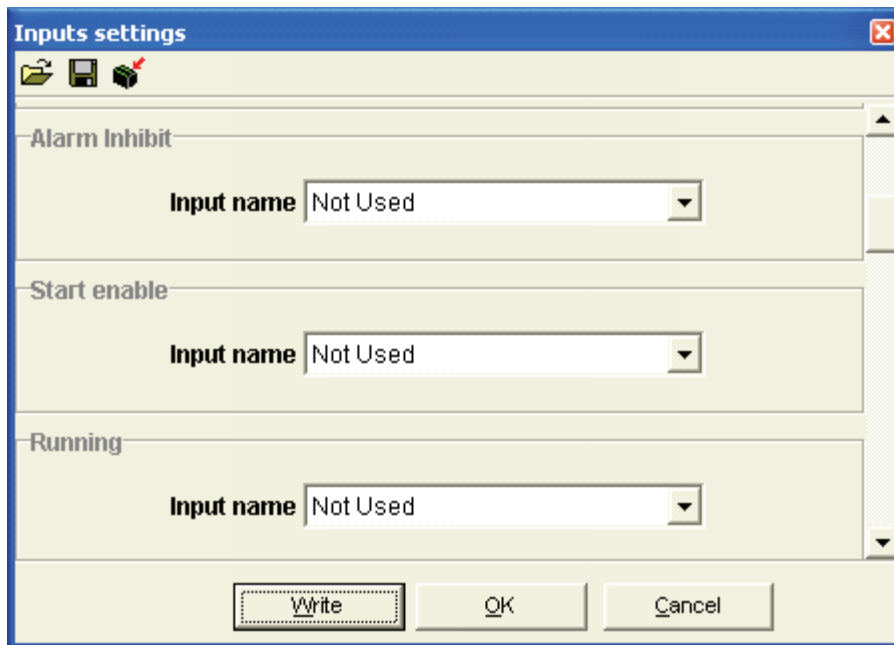 Inputs settings
Alarm Inhibit
Input name Not Used
Start enable
Input name Not Used
Running
Input name Not Used
Write OK Cancel